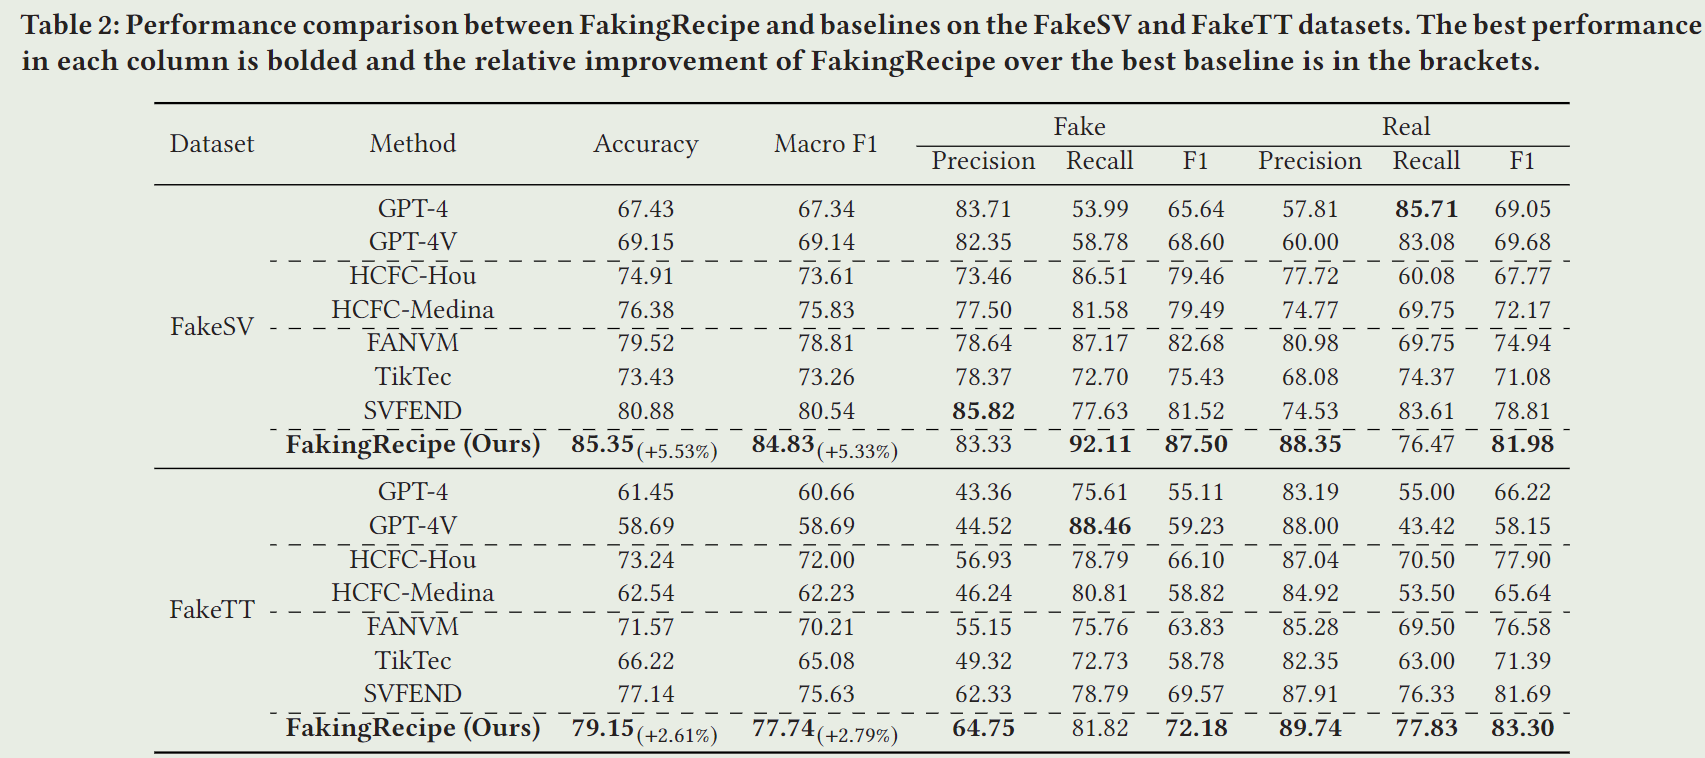 Table 2: Performance comparison between FakingRecipe and baselines on the FakeSV and FakeTT datasets. The best performance
in each column is bolded and the relative improvement of FakingRecipe over the best baseline is in the brackets.
Dataset Method Accuracy Macro F1 Fake Real
Precision Recall F1 Precision Recall F1
FakeSV
GPT-4 67.43 67.34 83.71 53.99 65.64 57.81 85.71 69.05
GPT-4V 69.15 69.14 82.35 58.78 68.60 60.00 83.08 69.68
HCFC-Hou 74.91 73.61 73.46 86.51 79.46 77.72 60.08 67.77
HCFC-Medina 76.38 75.83 77.50 81.58 79.49 74.77 69.75 72.17
FANVM 79.52 78.81 78.64 87.17 82.68 80.98 69.75 74.94
TikTec 73.43 73.26 78.37 72.70 75.43 68.08 74.37 71.08
SVFEND 80.88 80.54 85.82 77.63 81.52 74.53 83.61 78.81
FakingRecipe (Ours) 85.35(+5.53%) 84.83(+5.33%) 83.33 92.11 87.50 88.35 76.47 81.98
FakeTT
GPT-4 61.45 60.66 43.36 75.61 55.11 83.19 55.00 66.22
GPT-4V 58.69 58.69 44.52 88.46 59.23 88.00 43.42 58.15
HCFC-Hou 73.24 72.00 56.93 78.79 66.10 87.04 70.50 77.90
HCFC-Medina 62.54 62.23 46.24 80.81 58.82 84.92 53.50 65.64
FANVM 71.57 70.21 55.15 75.76 63.83 85.28 69.50 76.58
TikTec 66.22 65.08 49.32 72.73 58.78 82.35 63.00 71.39
SVFEND 77.14 75.63 62.33 78.79 69.57 87.91 76.33 81.69
FakingRecipe (Ours) 79.15(+2.61%) 77.74(+2.79%) 64.75 81.82 72.18 89.74 77.83 83.30